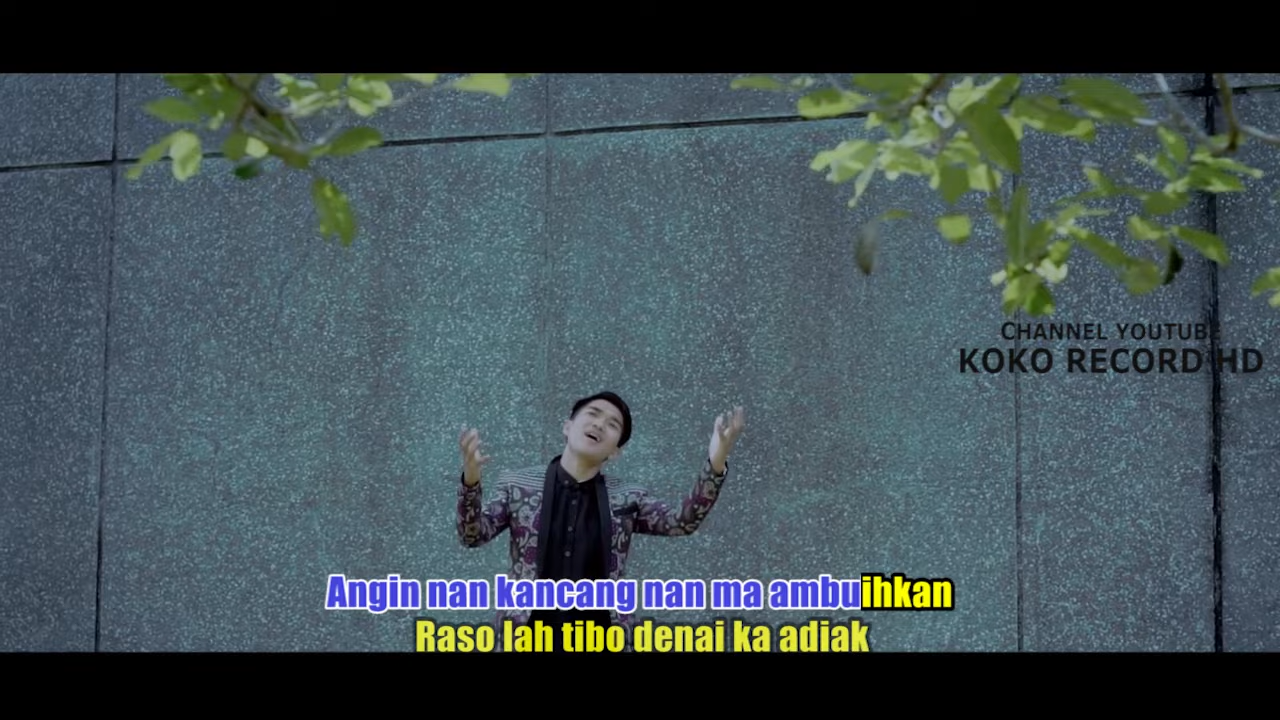 CHANNEL YOUTUBE
KOKO RECORD HD
Angin nan kancang nan ma ambuihkan
Raso lah tibo denai ka adiak